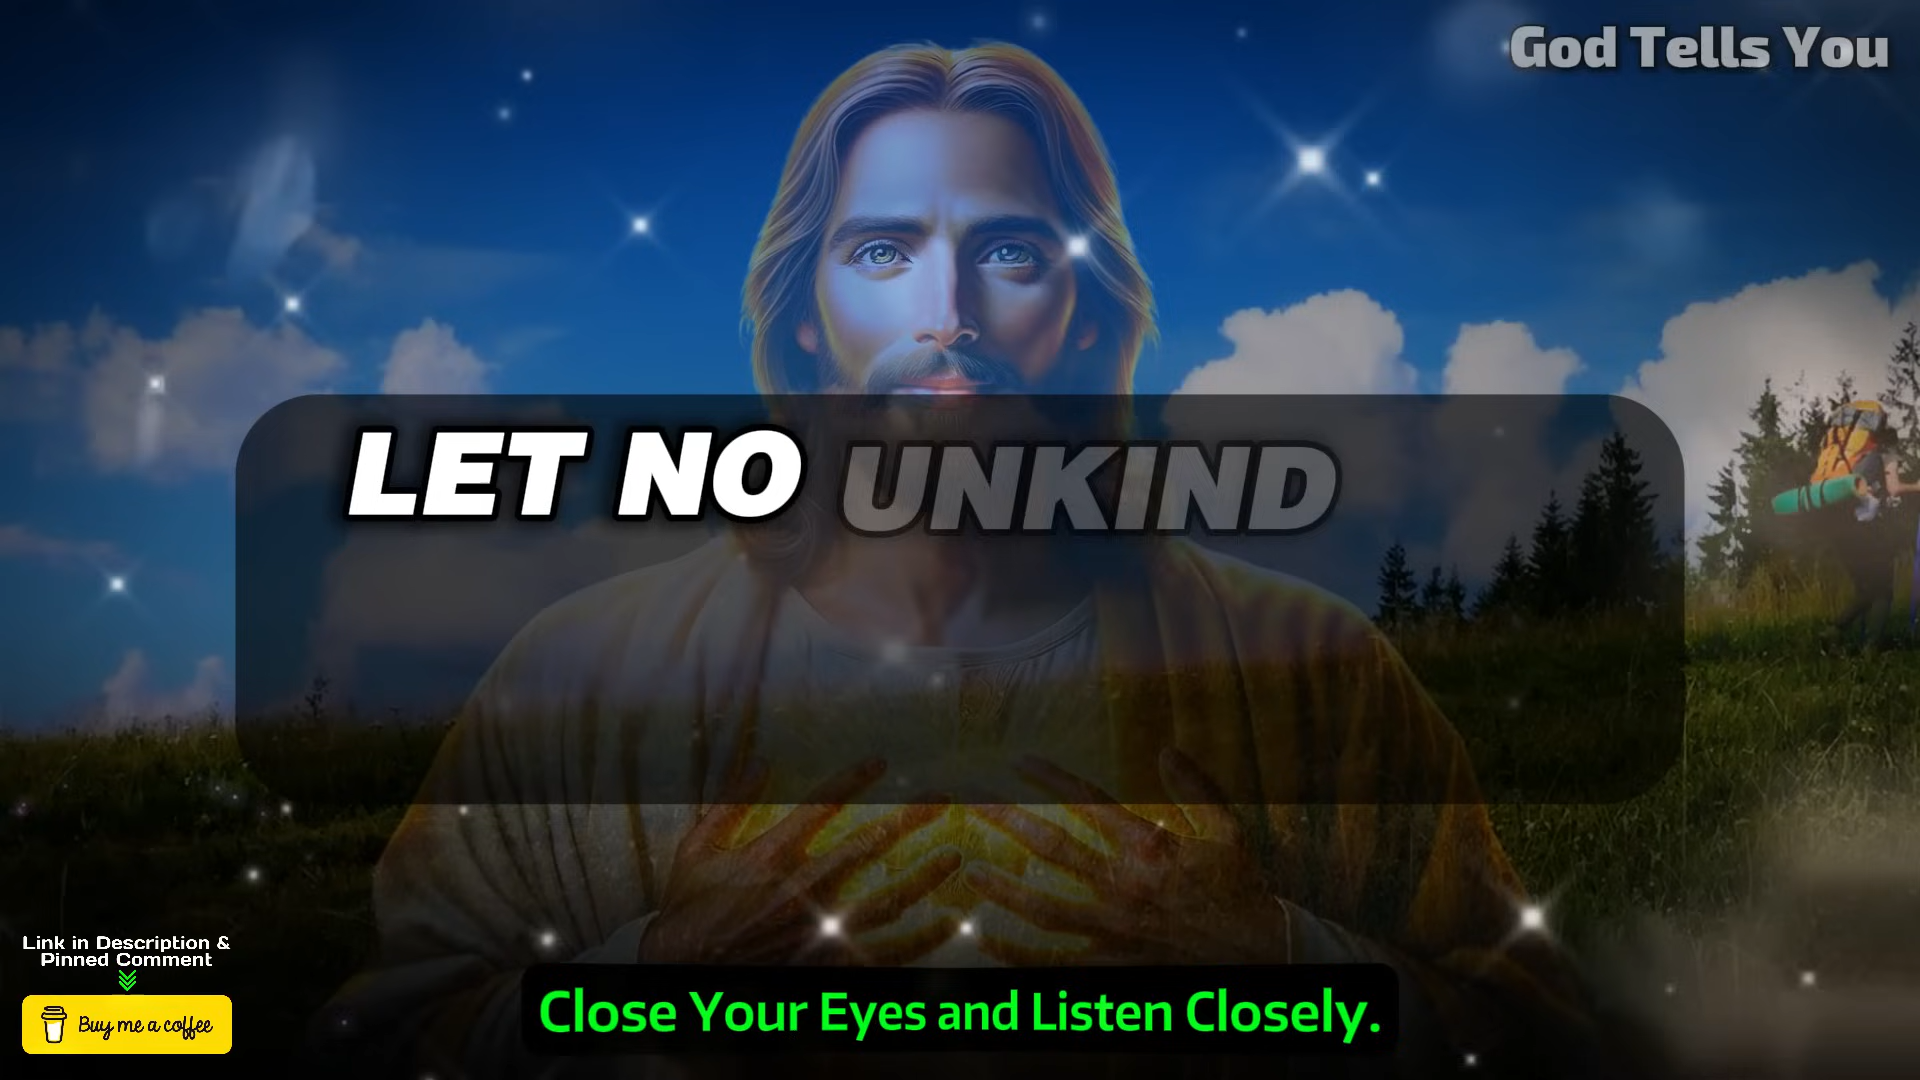 God Tells You
LET NO UNKIND
Link in Description &
Pinned Comment
Buy me a coffee
Close Your Eyes and Listen Closely.